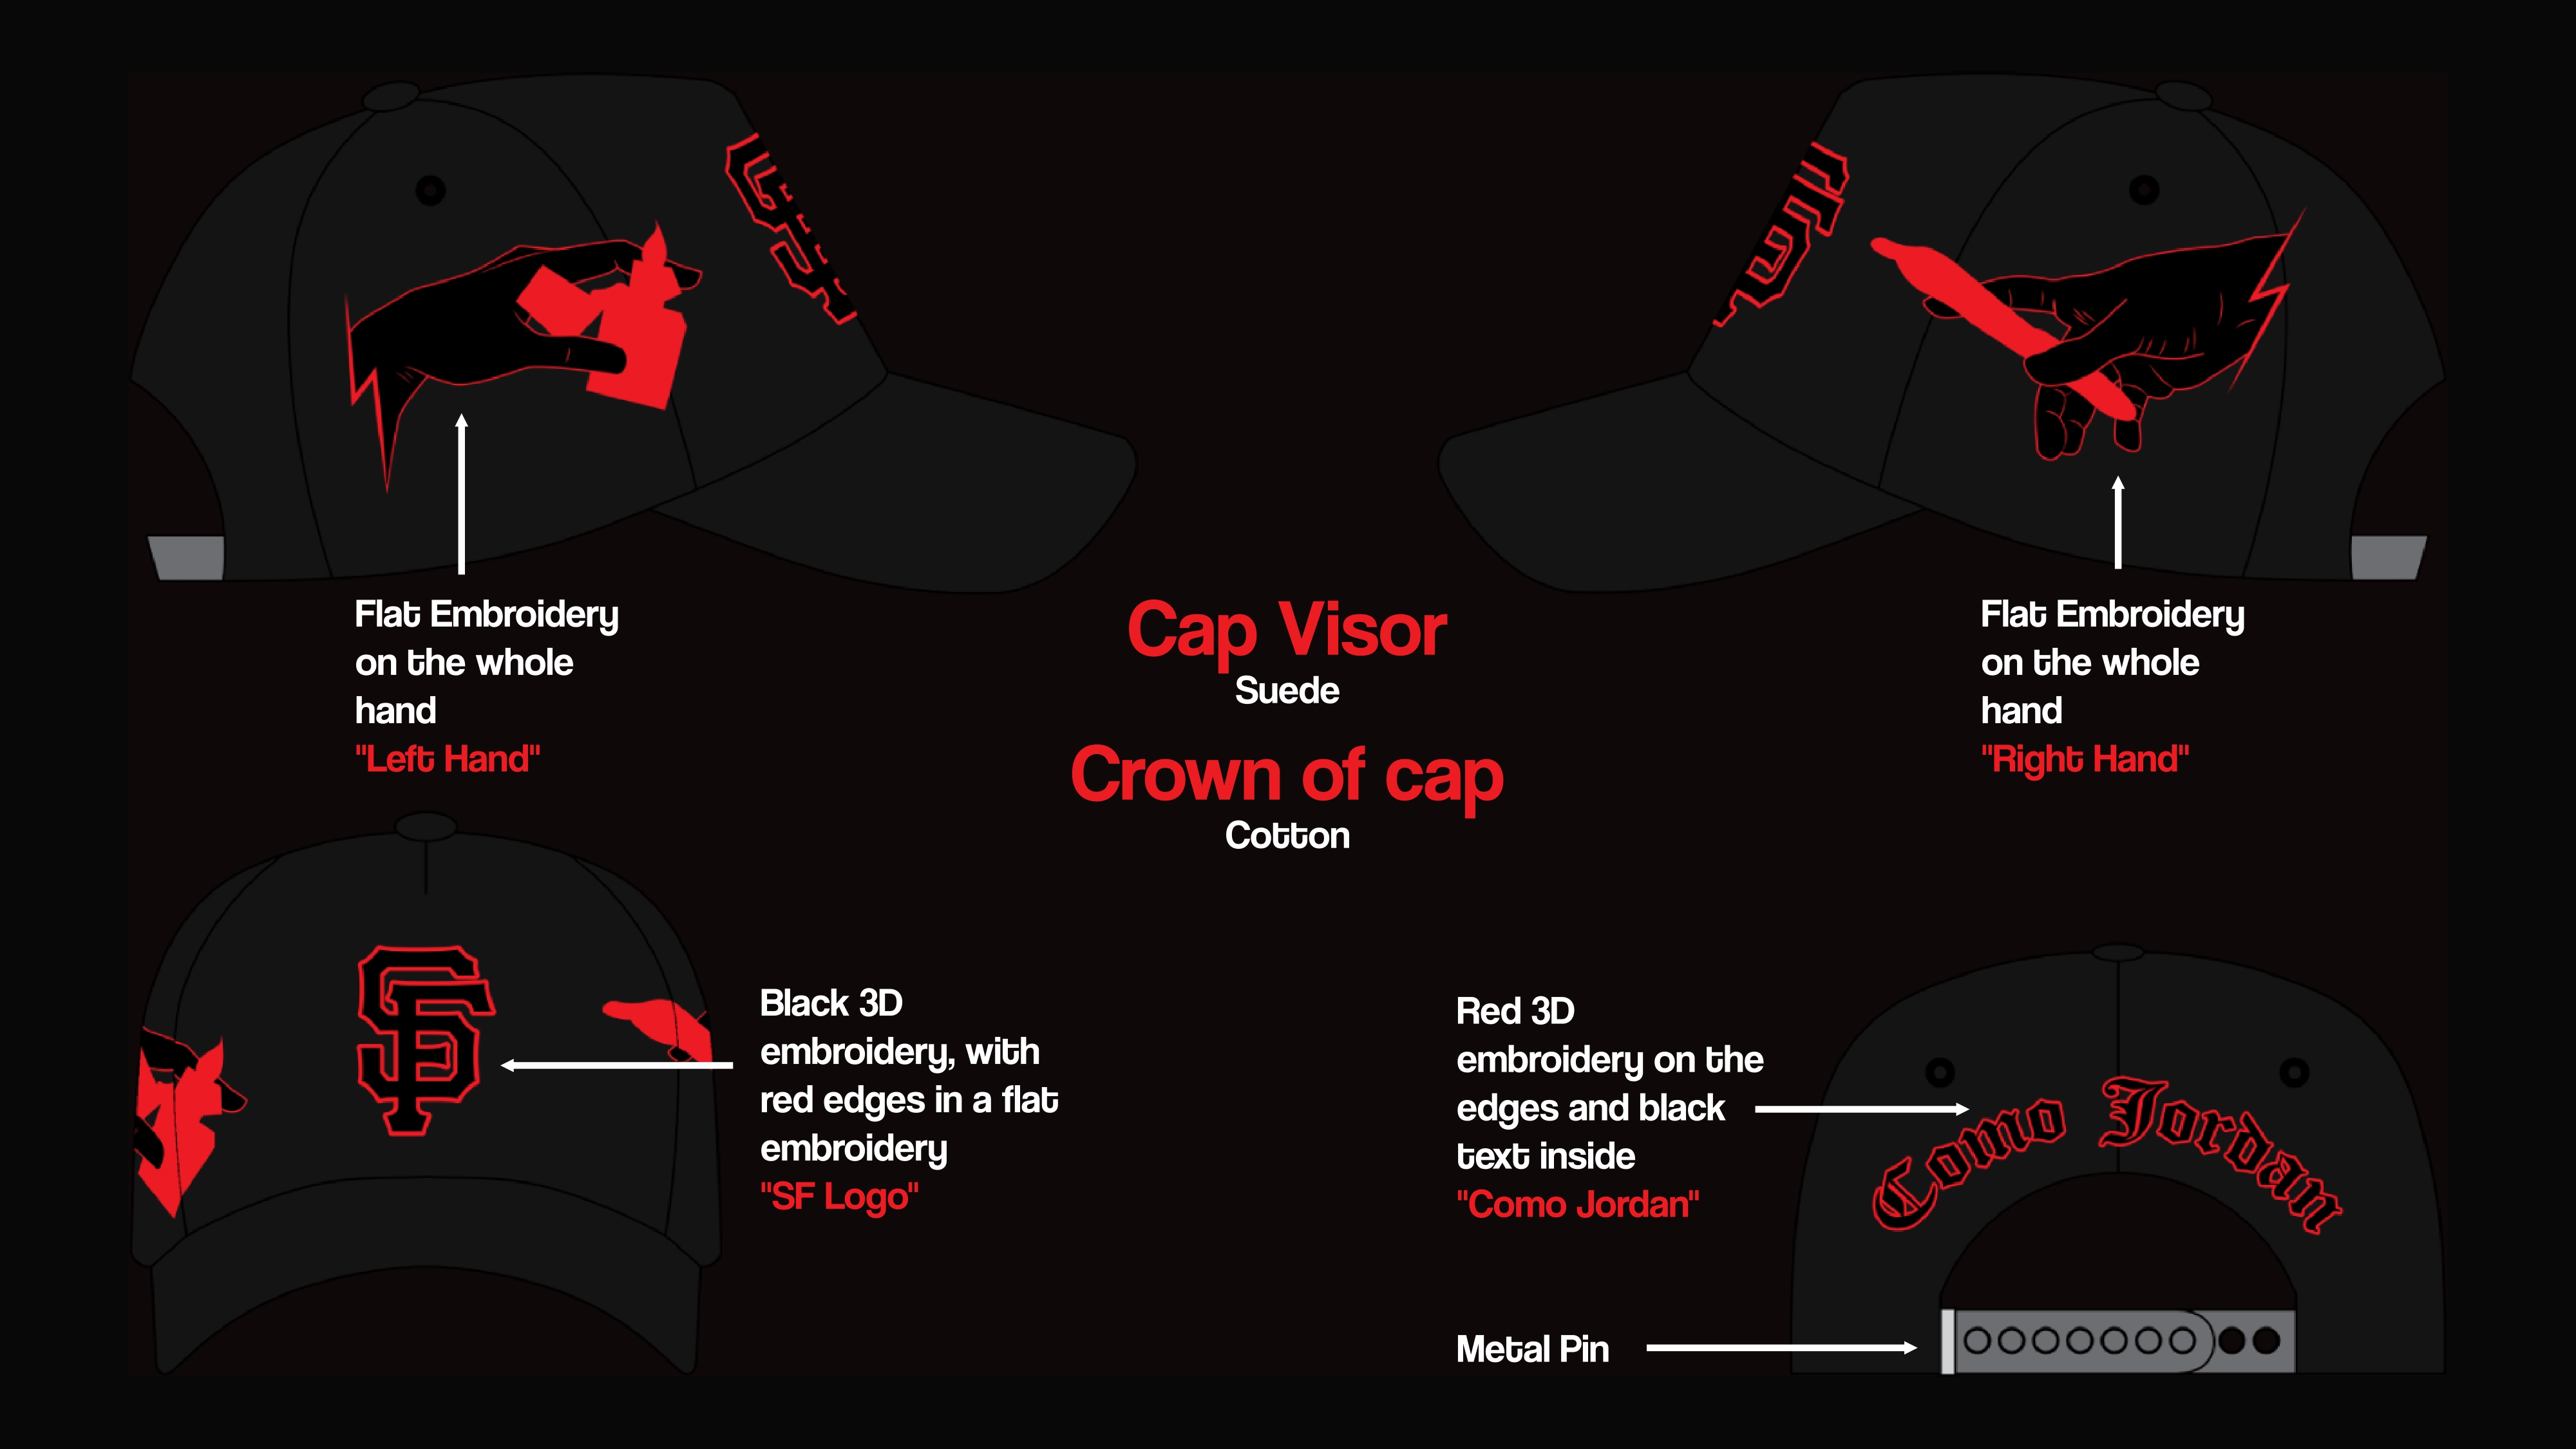 Flat Embroidery
on the whole
hand
"Left Hand"
Cap Visor
Suede
Crown of cap
Cotton
Flat Embroidery
on the whole
hand
"Right Hand"
SF
Black 3D
embroidery, with
red edges in a flat
embroidery
"SF Logo"
Red 3D
embroidery on the
edges and black
text inside
"Como Jordan"
Como Jordan
Metal Pin